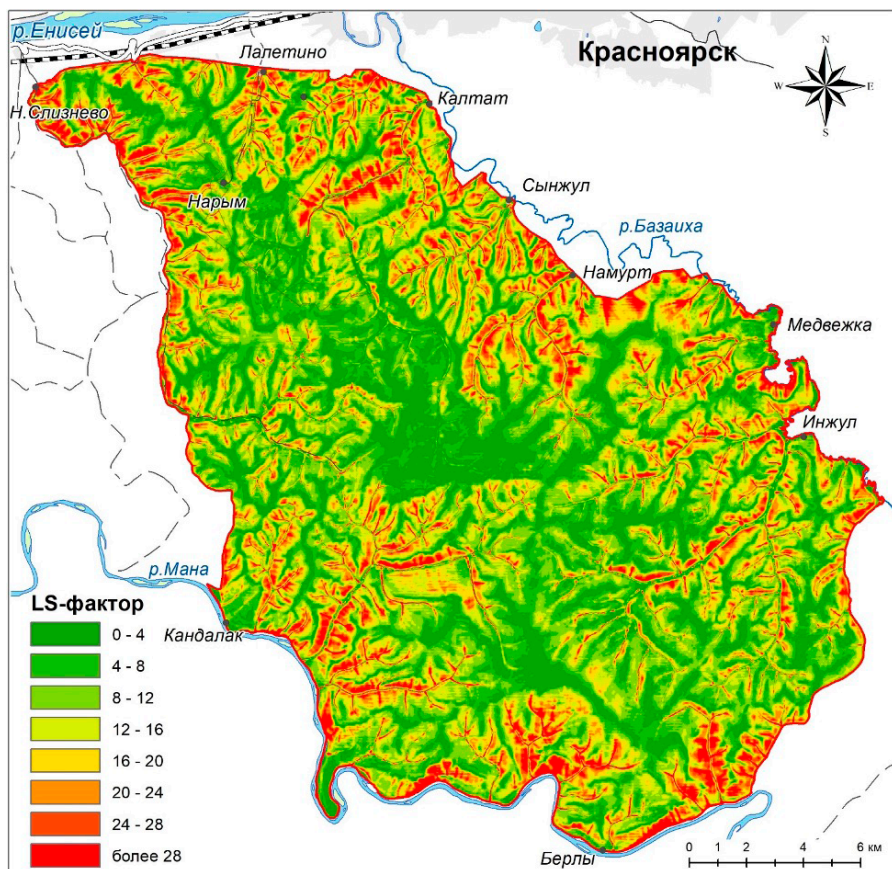 р.Енисей
Лалетино
Красноярск
N
W
E
S
Н.Слизнево
Калтат
Нарым
Сынжул
р.Базаиха
Намурт
Медвежка
Инжул
р.Мана
LS-фактор
Кандалак
0 - 4
4 - 8
8 - 12
12 - 16
16 - 20
20 - 24
24 - 28
более 28
Берлы
0 1 2 4 6 км